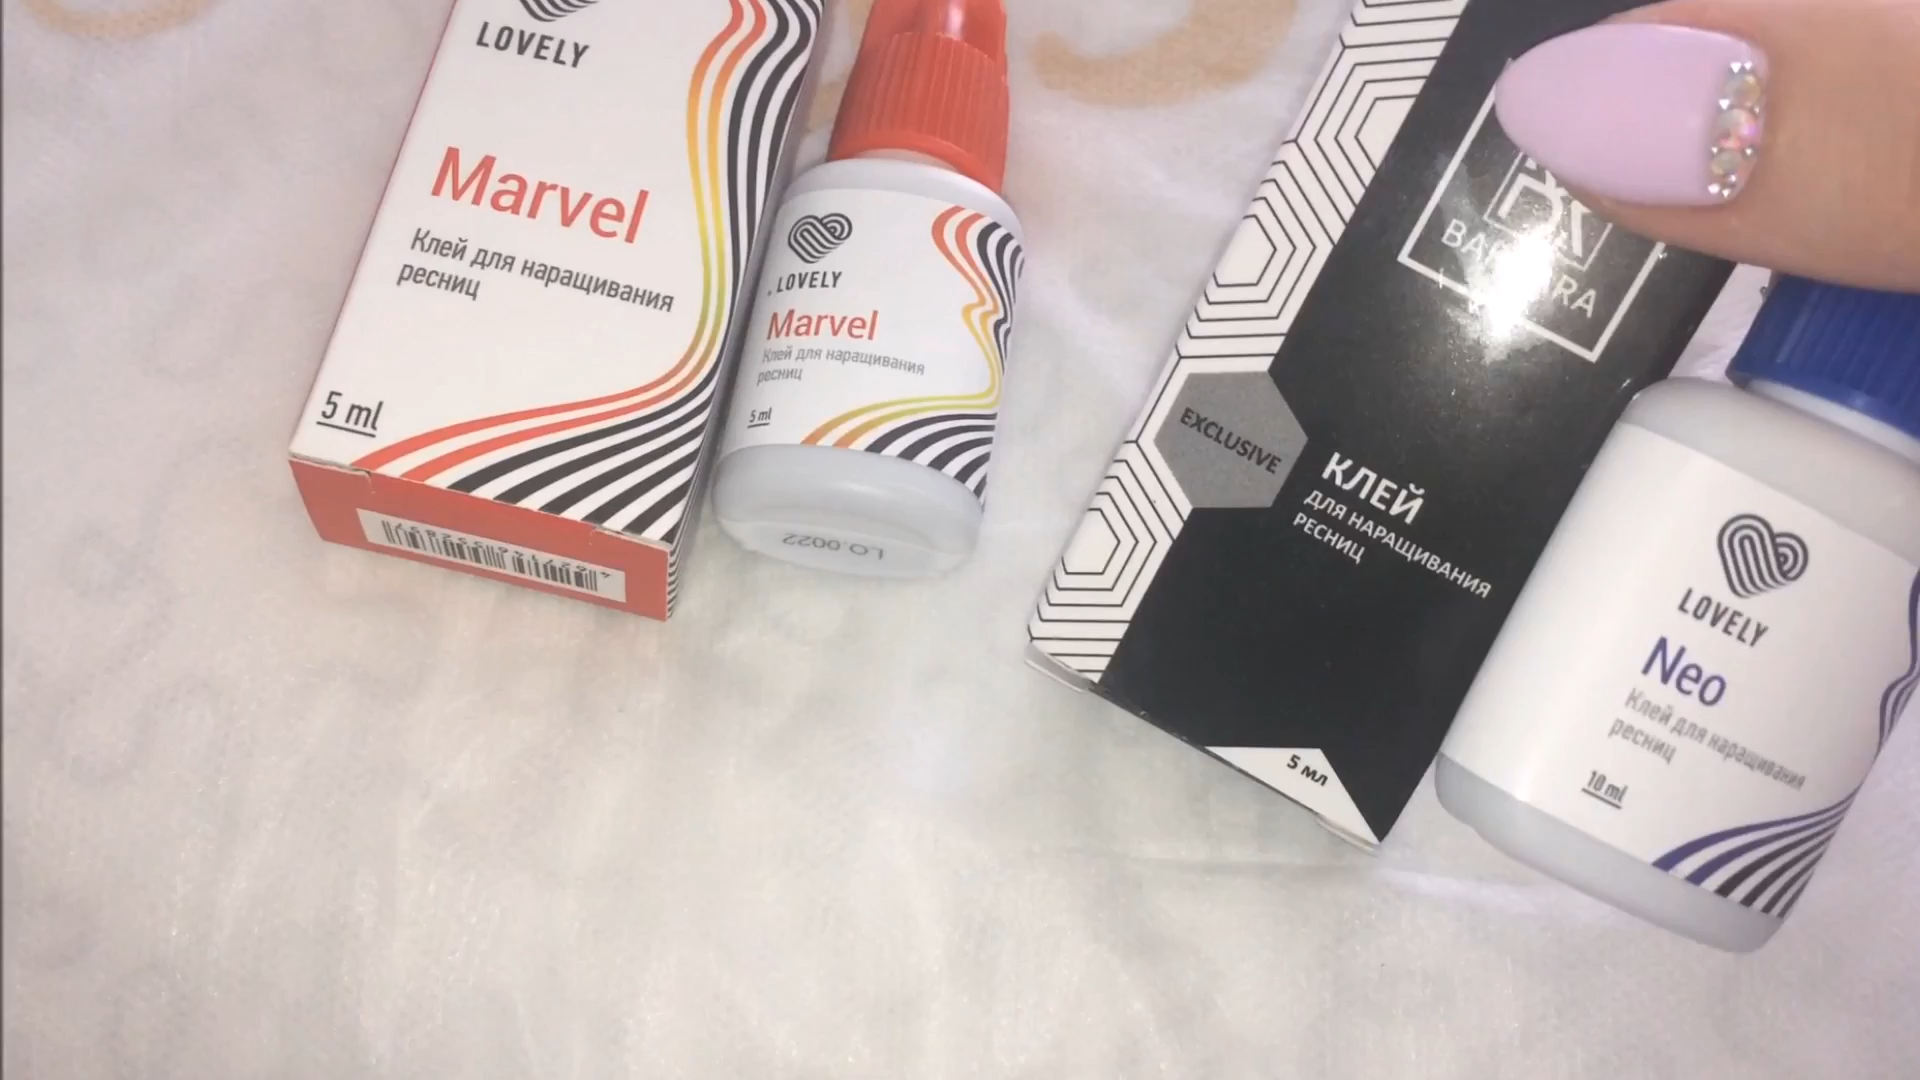 LOVELY
Marvel
Клей для наращивания
ресниц
5 ml
LOVELY
Marvel
Клей для наращивания
ресниц
5 ml
LO.0022
EXCLUSIVE
КЛЕЙ
ДЛЯ НАРАЩИВАНИЯ
РЕСНИЦ
5 мл
LOVELY
Neo
Клей для наращивания
ресниц
10 ml